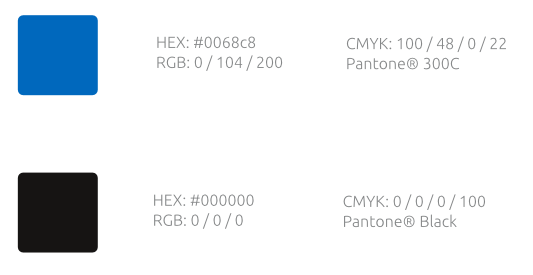 HEX: #0068c8
RGB: 0 / 104 / 200
CMYK: 100 / 48 / 0 / 22
Pantone® 300C
HEX: #000000
RGB: 0 / 0 / 0
CMYK: 0 / 0 / 0 / 100
Pantone® Black